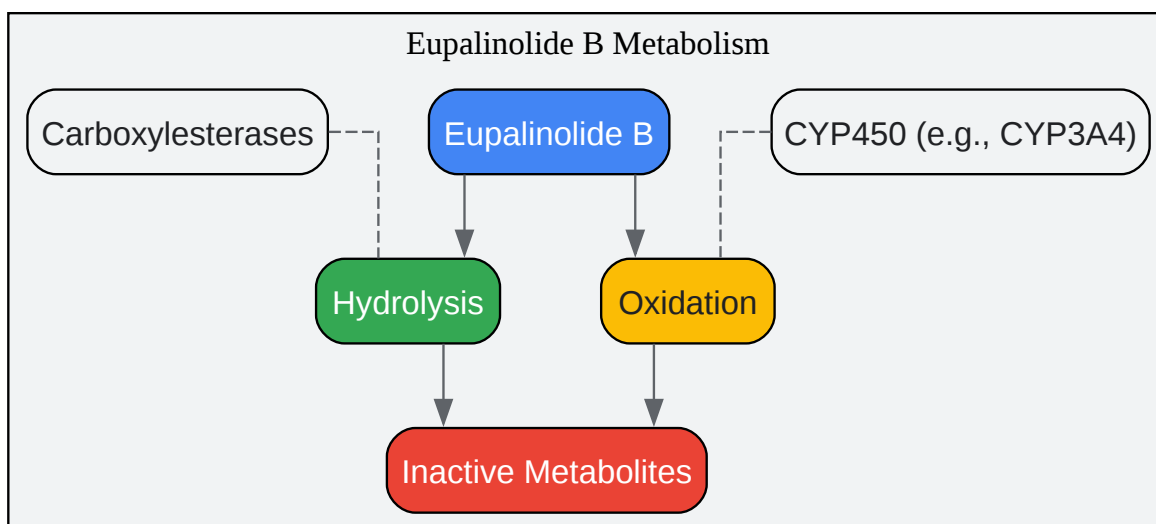 Eupalinolide B Metabolism
Carboxylesterases
Eupalinolide B
CYP450 (e.g., CYP3A4)
Hydrolysis
Oxidation
Inactive Metabolites